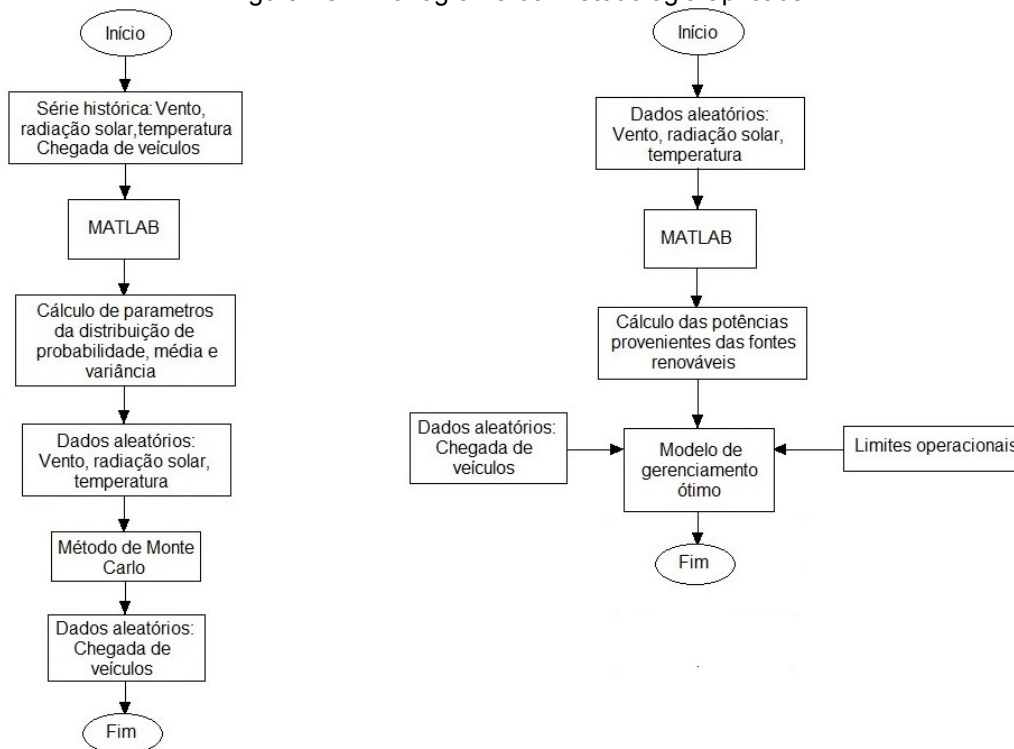 Início
Série histórica: Vento,
radiação solar,temperatura
Chegada de veículos
MATLAB
Cálculo de parametros
da distribuição de
probabilidade, média e
variância
Dados aleatórios:
Vento, radiação solar,
temperatura
Método de Monte
Carlo
Dados aleatórios:
Chegada de
veículos
Fim
Início
Dados aleatórios:
Vento, radiação solar,
temperatura
MATLAB
Cálculo das potências
provenientes das fontes
renováveis
Dados aleatórios:
Chegada de
veículos
Modelo de
gerenciamento
ótimo
Limites operacionais
Fim